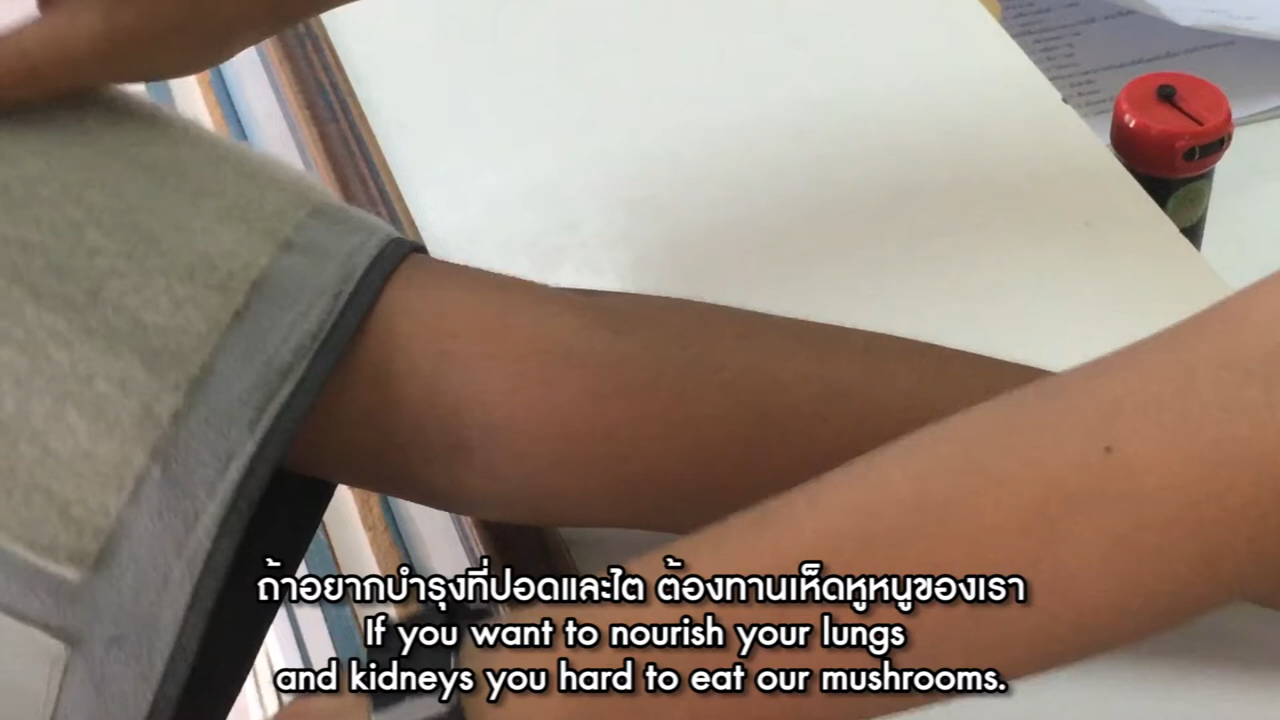 ถ้าอยากบำรุงที่ปอดและไต ต้องทานเห็ดหูหนูของเรา
If you want to nourish your lungs
and kidneys you hard to eat our mushrooms.